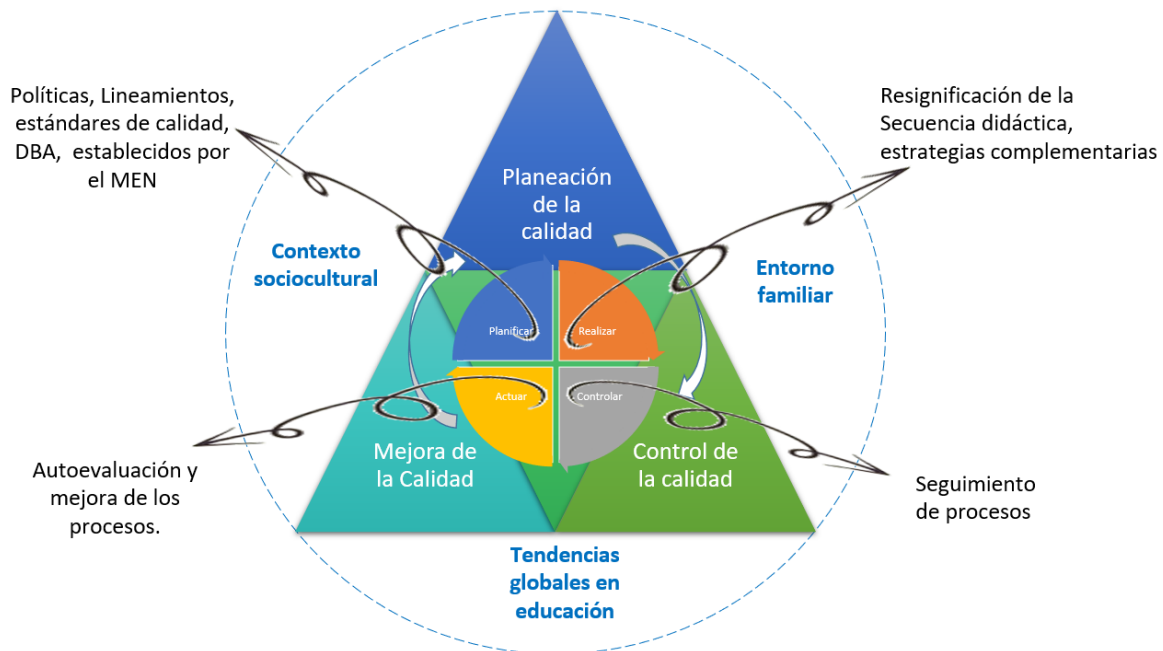 Políticas, Lineamientos,
estándares de calidad,
DBA, establecidos por
el MEN
Resignificación de la
Secuencia didáctica,
estrategias complementarias
Planeación
de la
calidad
Contexto
sociocultural
Entorno
familiar
Planificar
Realizar
Actuar
Controlar
Mejora de
la Calidad
Control de
la calidad
Autoevaluación y
mejora de los
procesos.
Seguimiento
de procesos
Tendencias
globales en
educación